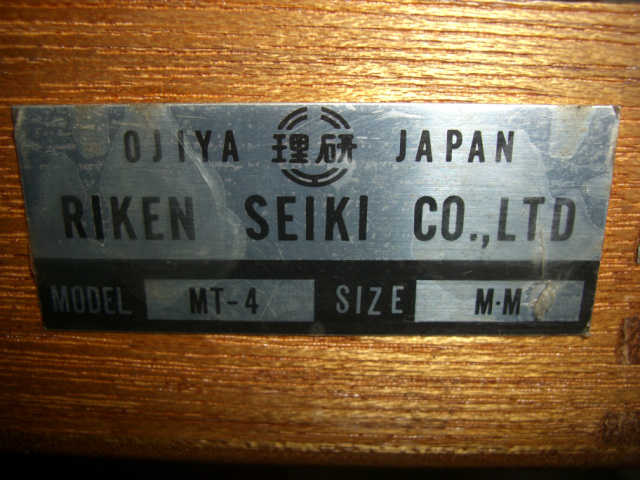 OJIYA 理研 JAPAN
RIKEN SEIKI CO.,LTD
MODEL MT-4 SIZE M·M